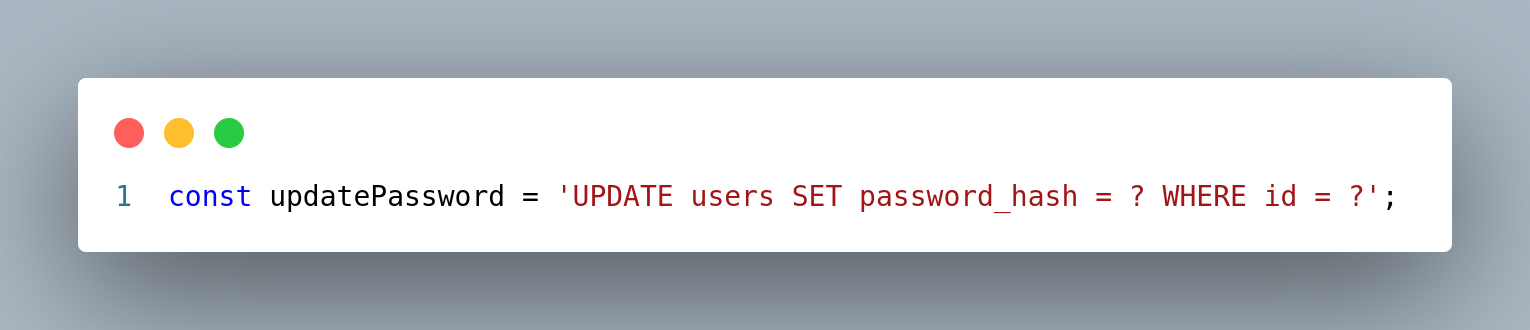 1 const updatePassword = 'UPDATE users SET password_hash = ? WHERE id = ?';